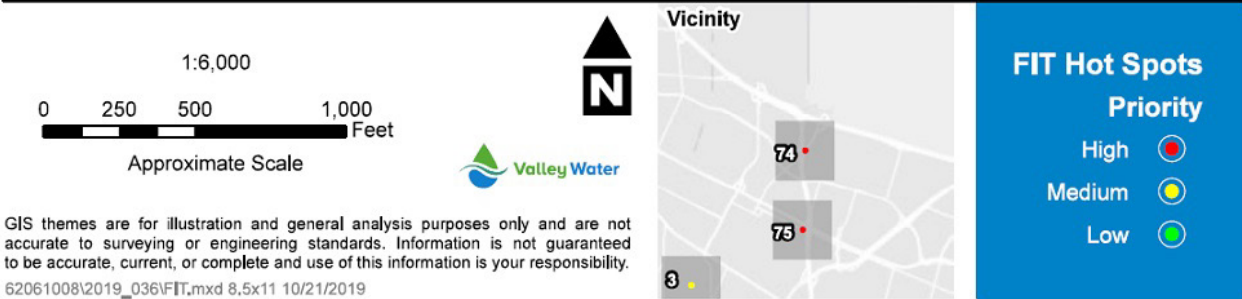 1:6,000
0 250 500 1,000
Feet
Approximate Scale
N
Valley Water
GIS themes are for illustration and general analysis purposes only and are not
accurate to surveying or engineering standards. Information is not guaranteed
to be accurate, current, or complete and use of this information is your responsibility.
62061008\2019_036\FIT.mxd 8.5x11 10/21/2019
Vicinity
74
75
3
FIT Hot Spots
Priority
High
Medium
Low